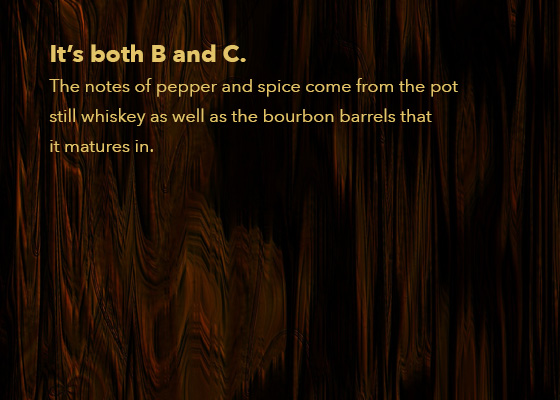 It’s both B and C.
The notes of pepper and spice come from the pot
still whiskey as well as the bourbon barrels that
it matures in.